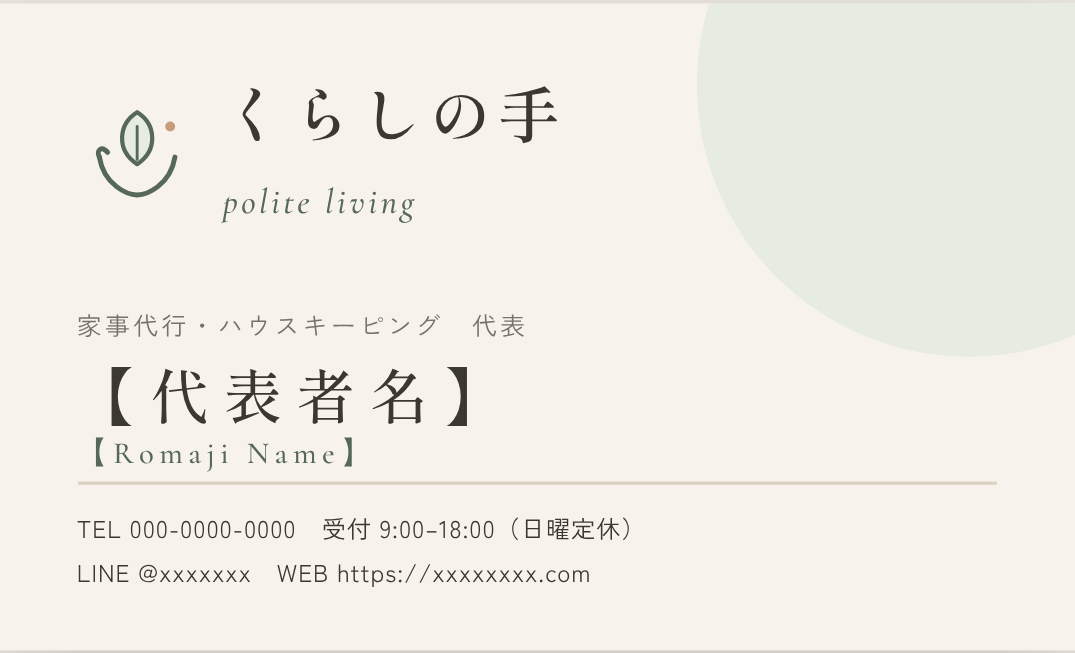 くらしの手
polite living
家事代行・ハウスキーピング　代表
【代表者名】
【Romaji Name】
TEL 000-0000-0000　受付 9:00–18:00（日曜定休）
LINE @xxxxxxx　WEB https://xxxxxxxx.com